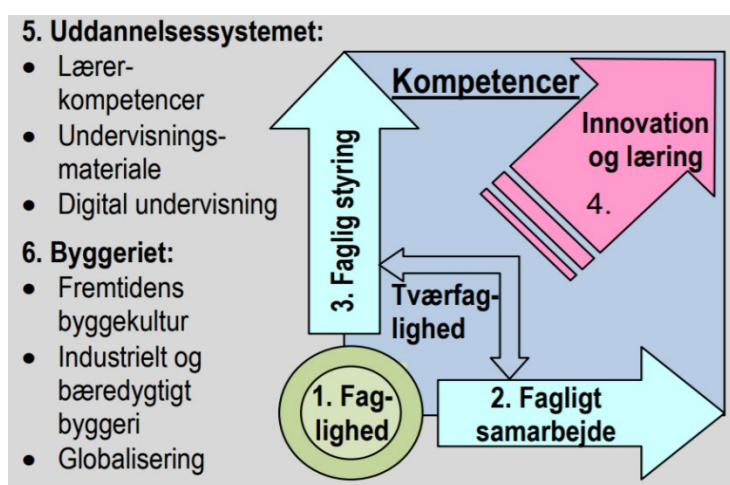 5. Uddannelsessystemet:
• Lærer-
kompetencer
• Undervisnings-
materiale
• Digital undervisning
6. Byggeriet:
• Fremtidens
byggekultur
• Industrielt og
bæredygtigt
byggeri
• Globalisering
Kompetencer
Innovation
og læring
4.
3. Faglig styring
Tværfag-
lighed
1. Fag-
lighed
2. Fagligt
samarbejde